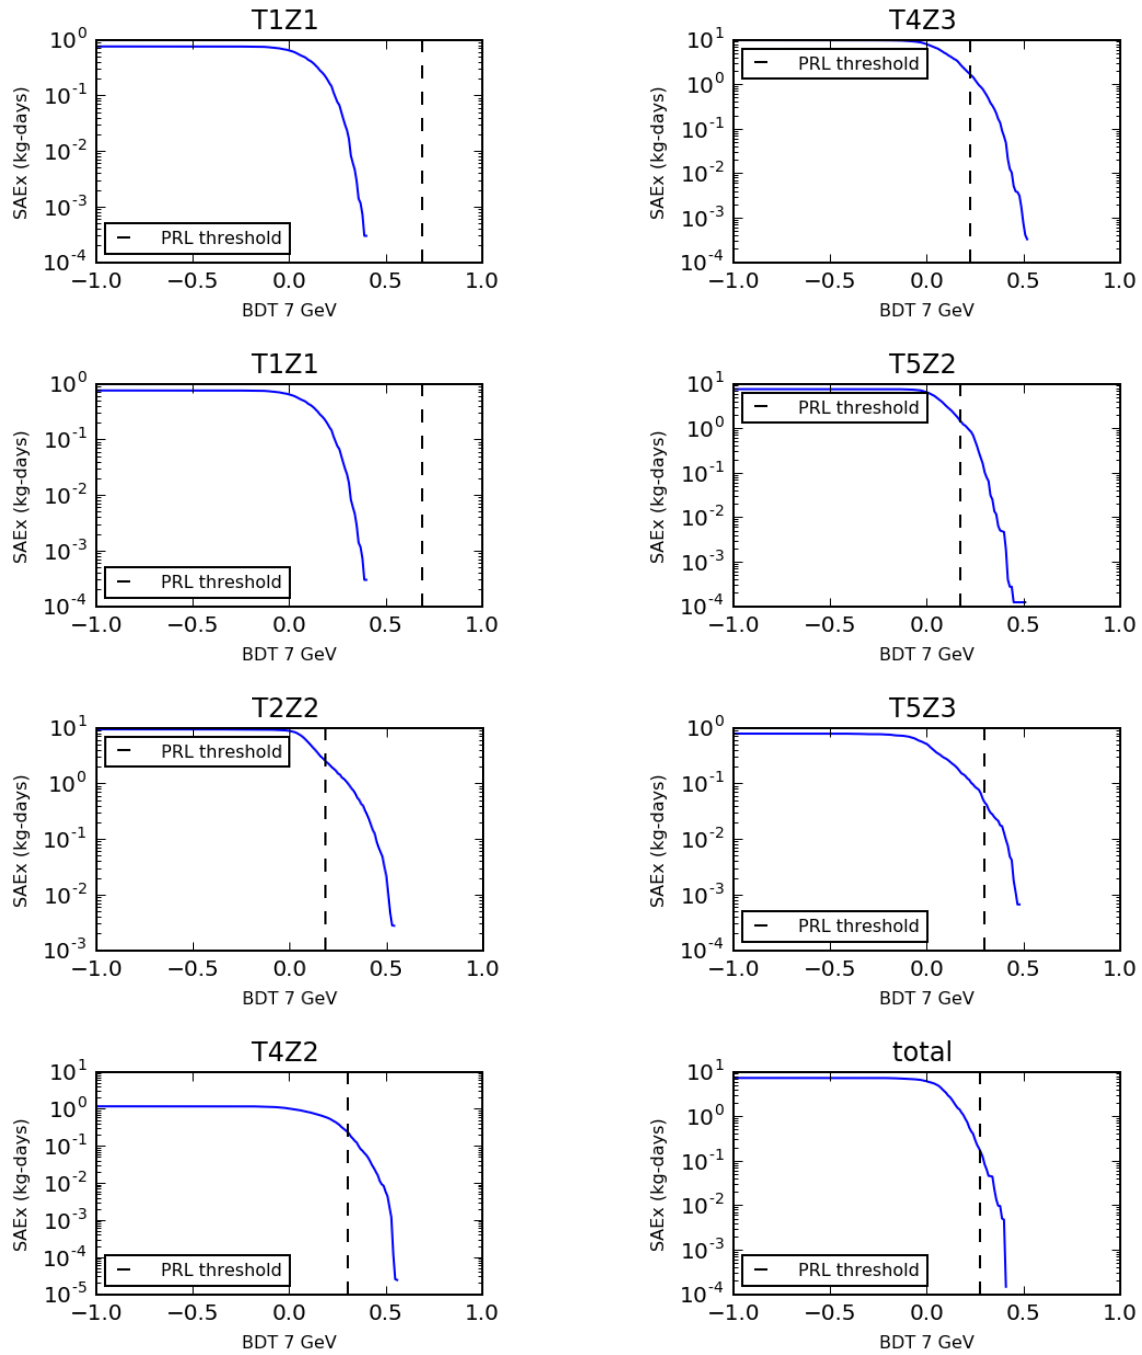 T1Z1
SAEx (kg-days)
10^0
10^-1
10^-2
10^-3
10^-4
PRL threshold
−1.0 −0.5 0.0 0.5 1.0
BDT 7 GeV
T4Z3
SAEx (kg-days)
10^1
10^0
10^-1
10^-2
10^-3
10^-4
PRL threshold
−1.0 −0.5 0.0 0.5 1.0
BDT 7 GeV
T1Z1
SAEx (kg-days)
10^0
10^-1
10^-2
10^-3
10^-4
PRL threshold
−1.0 −0.5 0.0 0.5 1.0
BDT 7 GeV
T5Z2
SAEx (kg-days)
10^1
10^0
10^-1
10^-2
10^-3
10^-4
PRL threshold
−1.0 −0.5 0.0 0.5 1.0
BDT 7 GeV
T2Z2
SAEx (kg-days)
10^1
10^0
10^-1
10^-2
10^-3
PRL threshold
−1.0 −0.5 0.0 0.5 1.0
BDT 7 GeV
T5Z3
SAEx (kg-days)
10^0
10^-1
10^-2
10^-3
10^-4
PRL threshold
−1.0 −0.5 0.0 0.5 1.0
BDT 7 GeV
T4Z2
SAEx (kg-days)
10^1
10^0
10^-1
10^-2
10^-3
10^-4
10^-5
PRL threshold
−1.0 −0.5 0.0 0.5 1.0
BDT 7 GeV
total
SAEx (kg-days)
10^1
10^0
10^-1
10^-2
10^-3
10^-4
PRL threshold
−1.0 −0.5 0.0 0.5 1.0
BDT 7 GeV